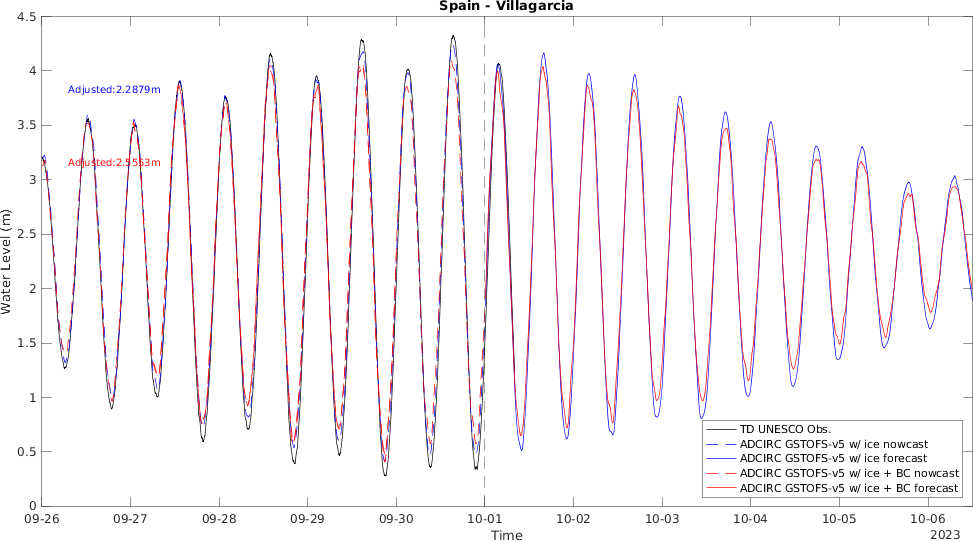 Spain - Villagarcia
4.5
4
3.5
3
2.5
2
1.5
1
0.5
0
Water Level (m)
Adjusted:2.2879m
Adjusted:2.5553m
TD UNESCO Obs.
ADCIRC GSTOFS-v5 w/ ice nowcast
ADCIRC GSTOFS-v5 w/ ice forecast
ADCIRC GSTOFS-v5 w/ ice + BC nowcast
ADCIRC GSTOFS-v5 w/ ice + BC forecast
09-26 09-27 09-28 09-29 09-30 10-01 10-02 10-03 10-04 10-05 10-06
Time
2023